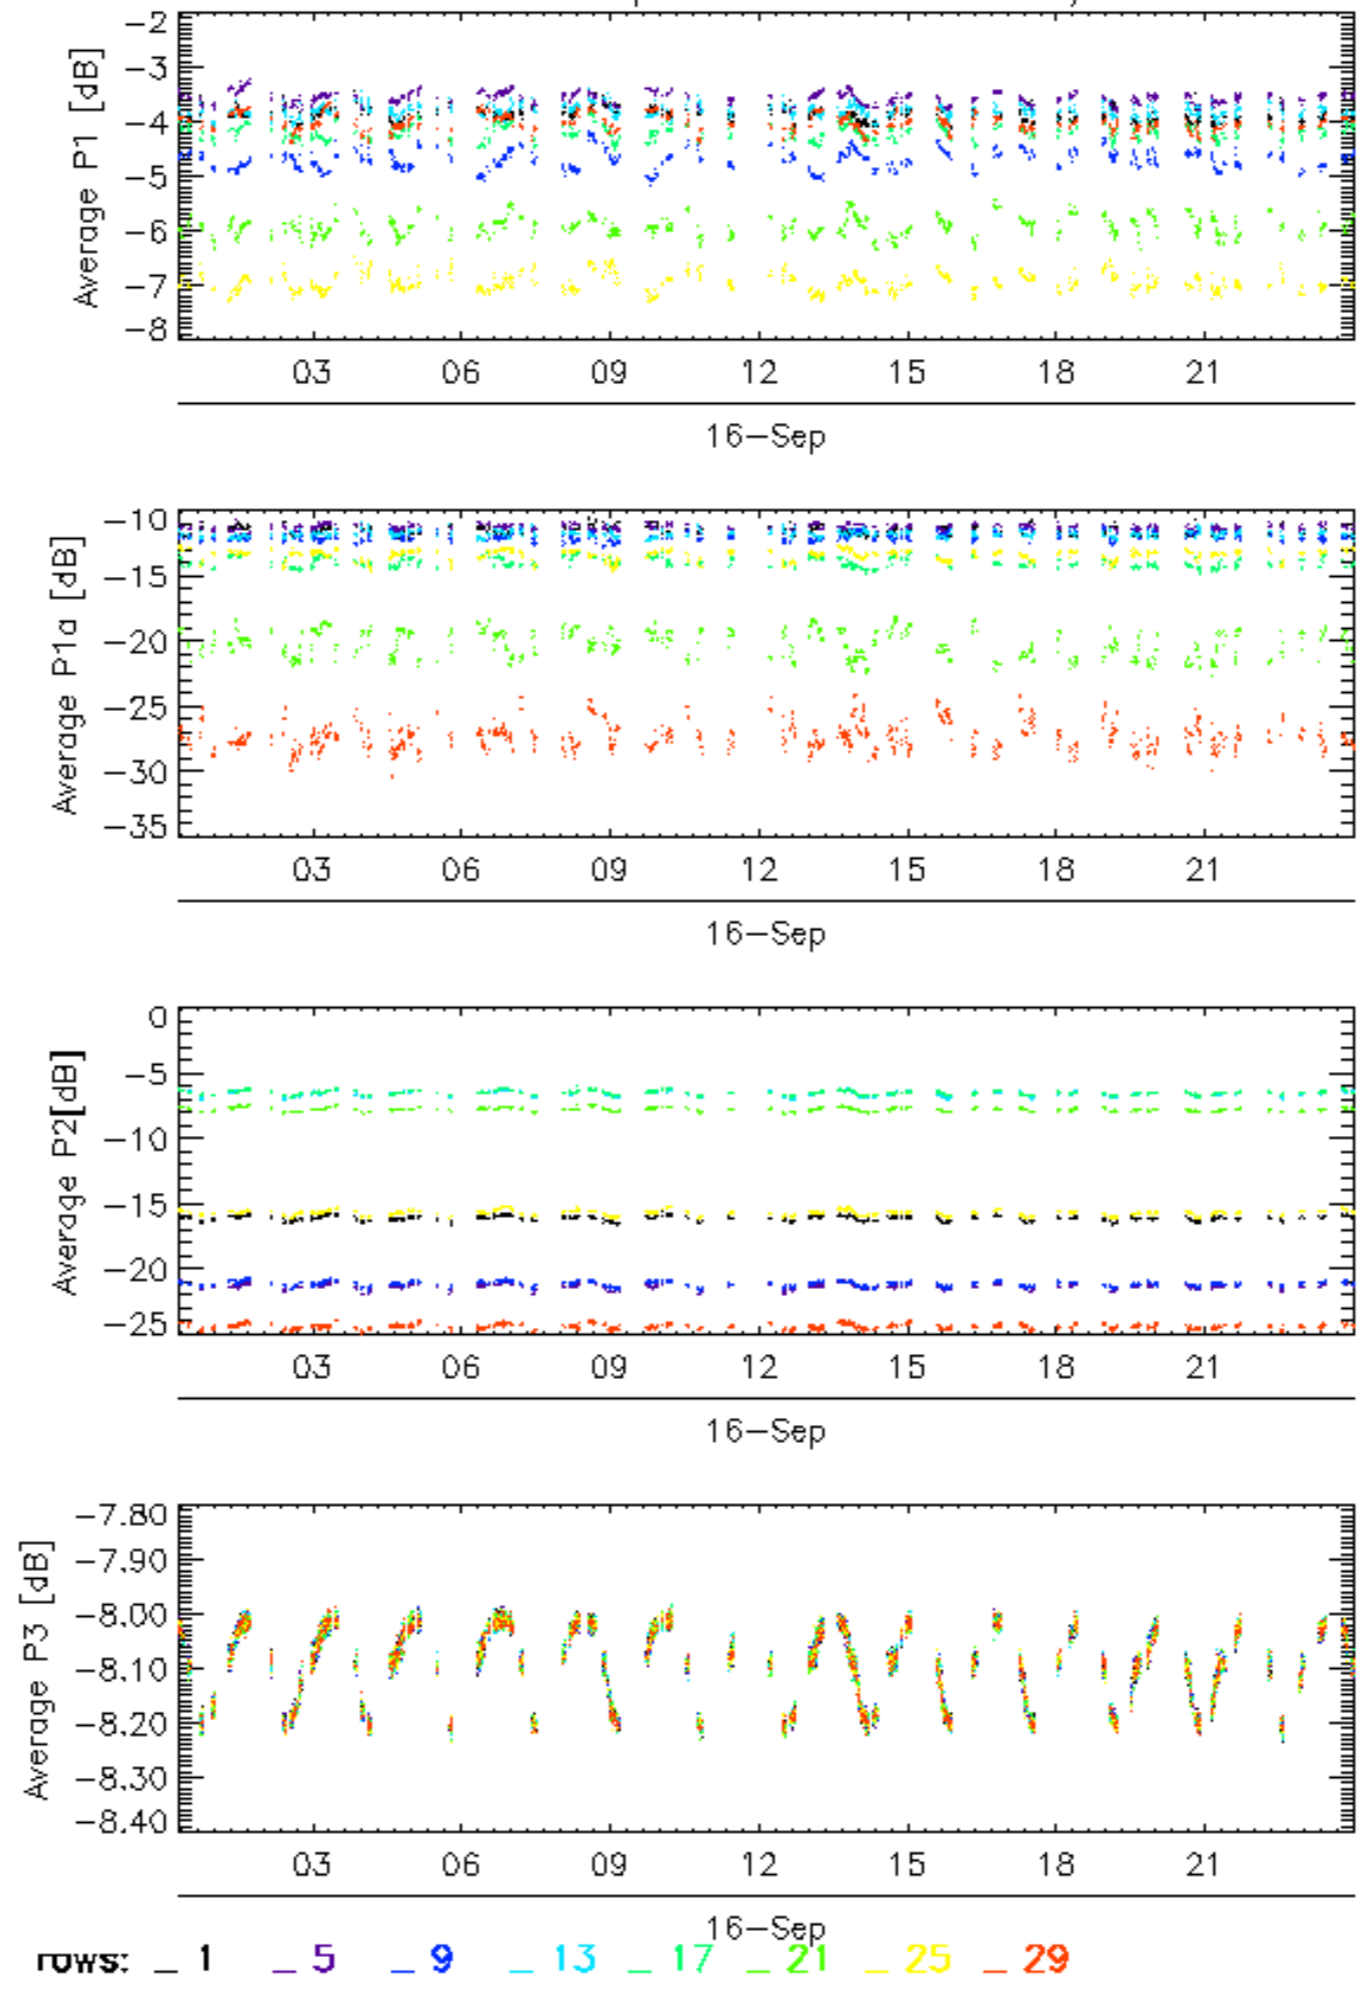 Average P1 [dB]
-2
-3
-4
-5
-6
-7
-8
03 06 09 12 15 18 21
16-Sep
Average P1a [dB]
-10
-15
-20
-25
-30
-35
03 06 09 12 15 18 21
16-Sep
Average P2[dB]
0
-5
-10
-15
-20
-25
03 06 09 12 15 18 21
16-Sep
Average P3 [dB]
-7.80
-7.90
-8.00
-8.10
-8.20
-8.30
-8.40
03 06 09 12 15 18 21
16-Sep
rows: _ 1 _ 5 _ 9 _ 13 _ 17 _ 21 _ 25 _ 29